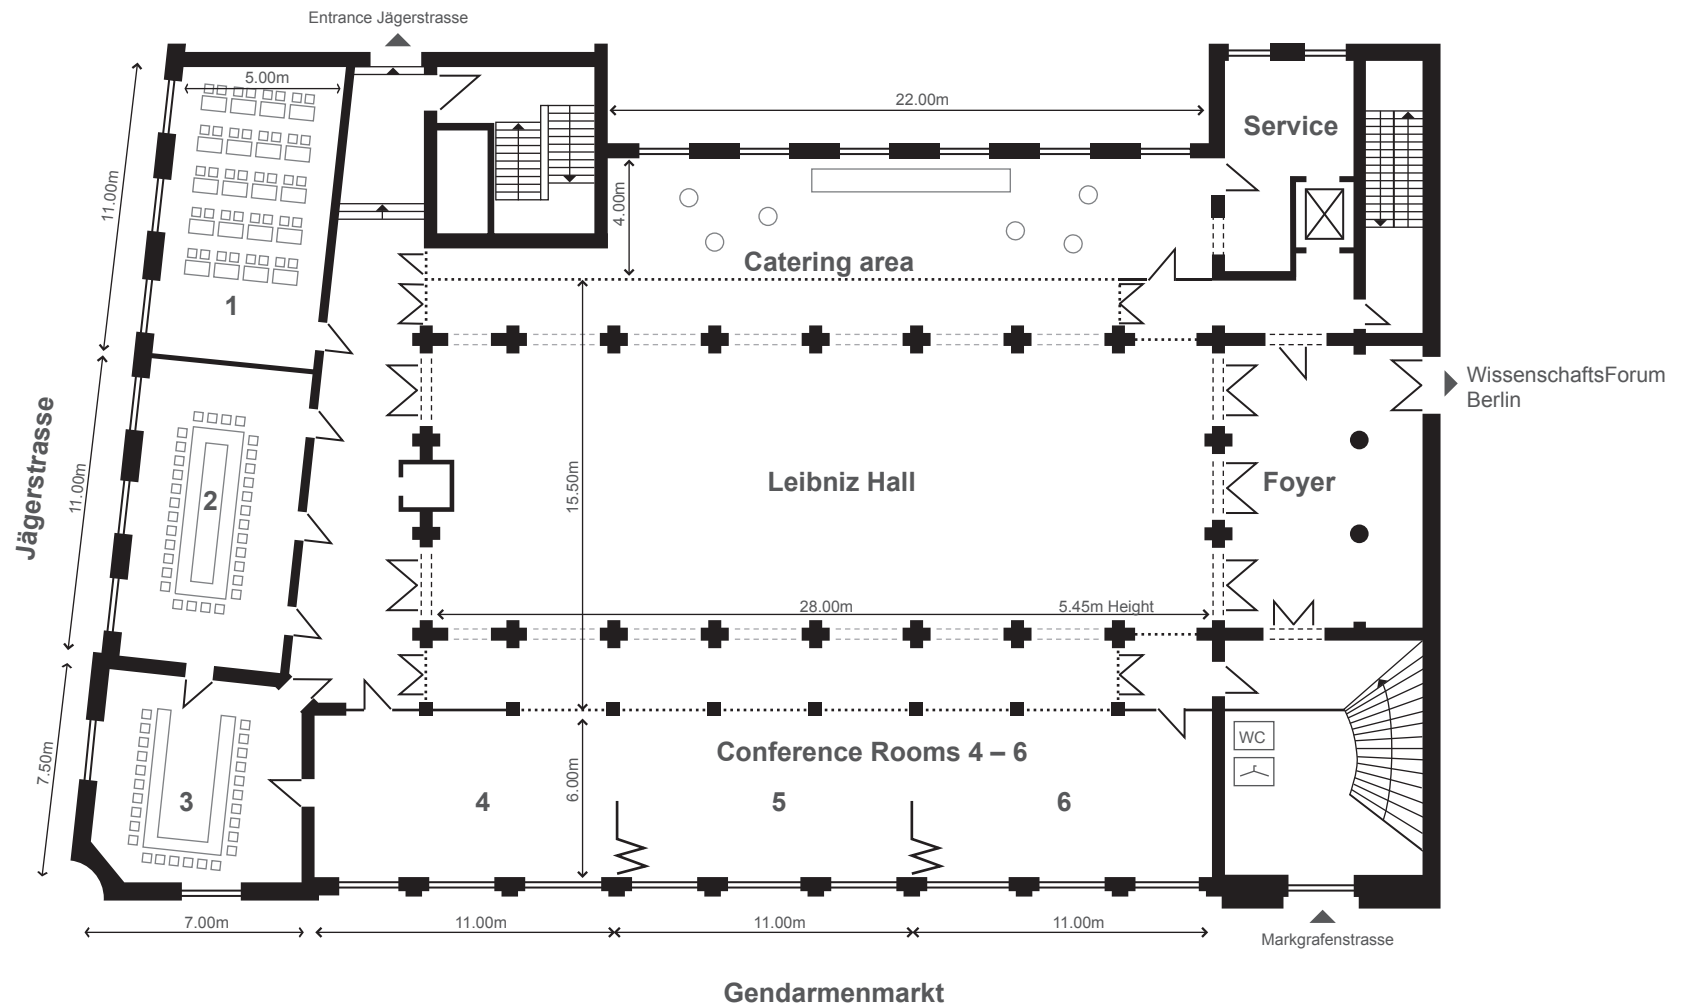 Entrance Jägerstrasse
5.00m
22.00m
Service
11.00m
4.00m
Catering area
1
WissenschaftsForum
Berlin
Jägerstrasse
11.00m
2
15.50m
Leibniz Hall
Foyer
28.00m
5.45m Height
7.50m
3
Conference Rooms 4 – 6
WC
4
6.00m
5
6
7.00m
11.00m
11.00m
11.00m
Markgrafenstrasse
Gendarmenmarkt